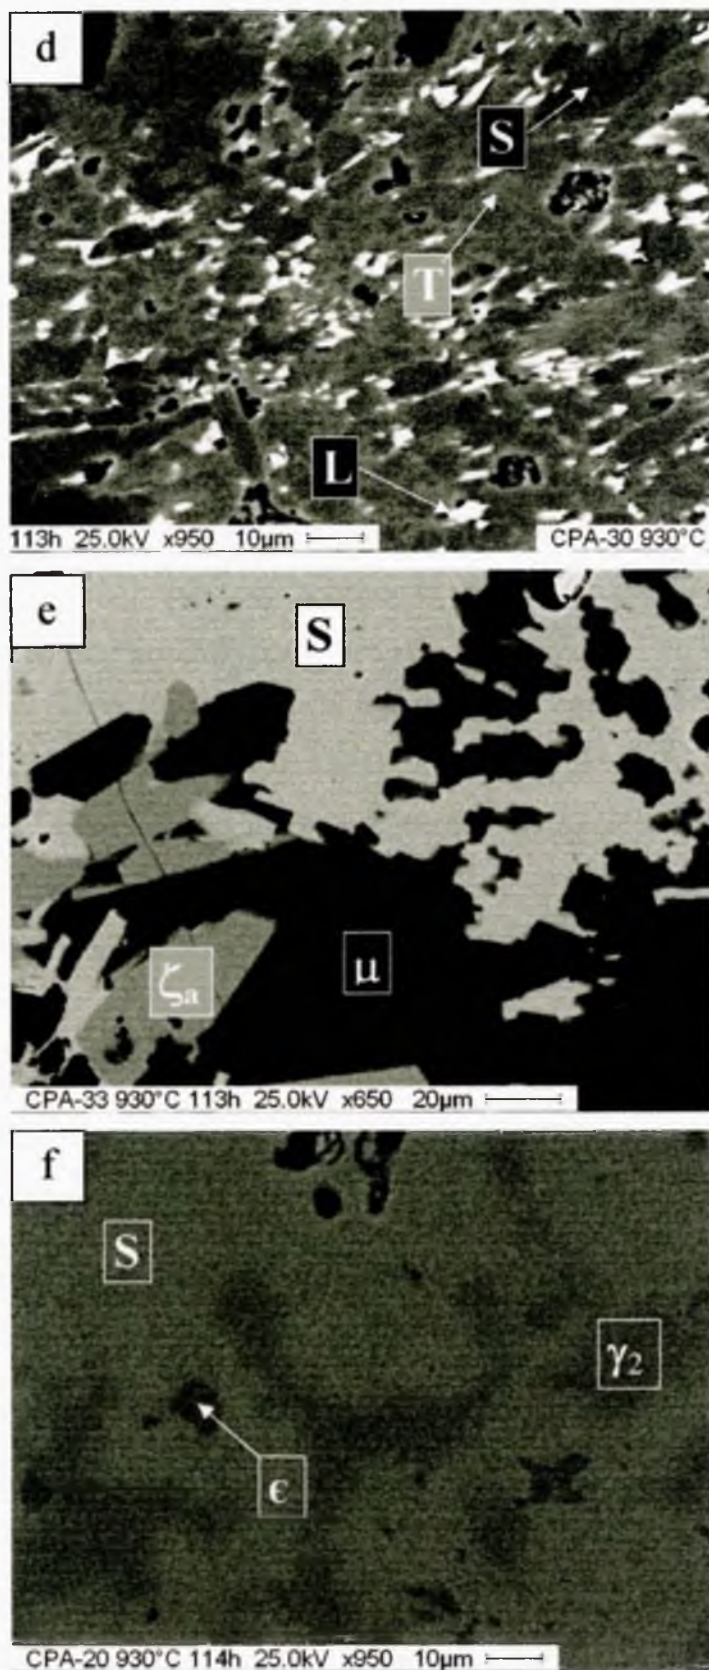 d
S
T
L
113h 25.0kV x950 10µm CPA-30 930°C
e
S
ζa
µ
CPA-33 930°C 113h 25.0kV x650 20µm
f
S
γ2
ϵ
CPA-20 930°C 114h 25.0kV x950 10µm